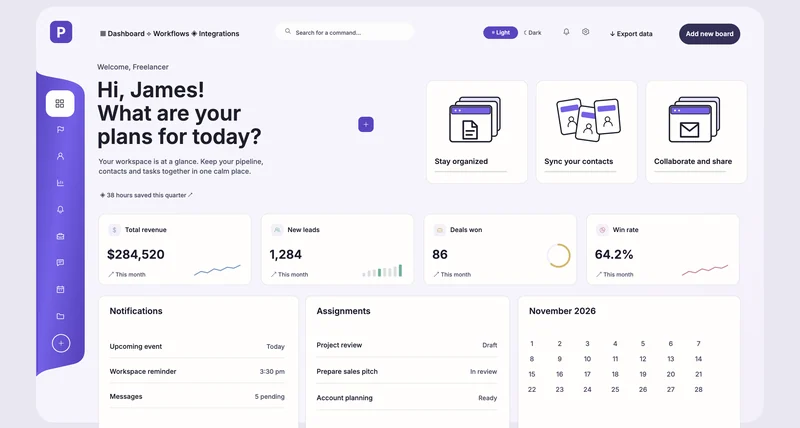 P
Dashboard Workflows Integrations
Search for a command...
Light
Dark
Export data
Add new board
Welcome, Freelancer
Hi, James!
What are your
plans for today?
Your workspace is at a glance. Keep your pipeline,
contacts and tasks together in one calm place.
38 hours saved this quarter
Stay organized
Sync your contacts
Collaborate and share
Total revenue
$284,520
This month
New leads
1,284
This month
Deals won
86
This month
Win rate
64.2%
This month
Notifications
Upcoming event Today
Workspace reminder 3:30 pm
Messages 5 pending
Assignments
Project review Draft
Prepare sales pitch In review
Account planning Ready
November 2026
1 2 3 4 5 6 7
8 9 10 11 12 13 14
15 16 17 18 19 20 21
22 23 24 25 26 27 28